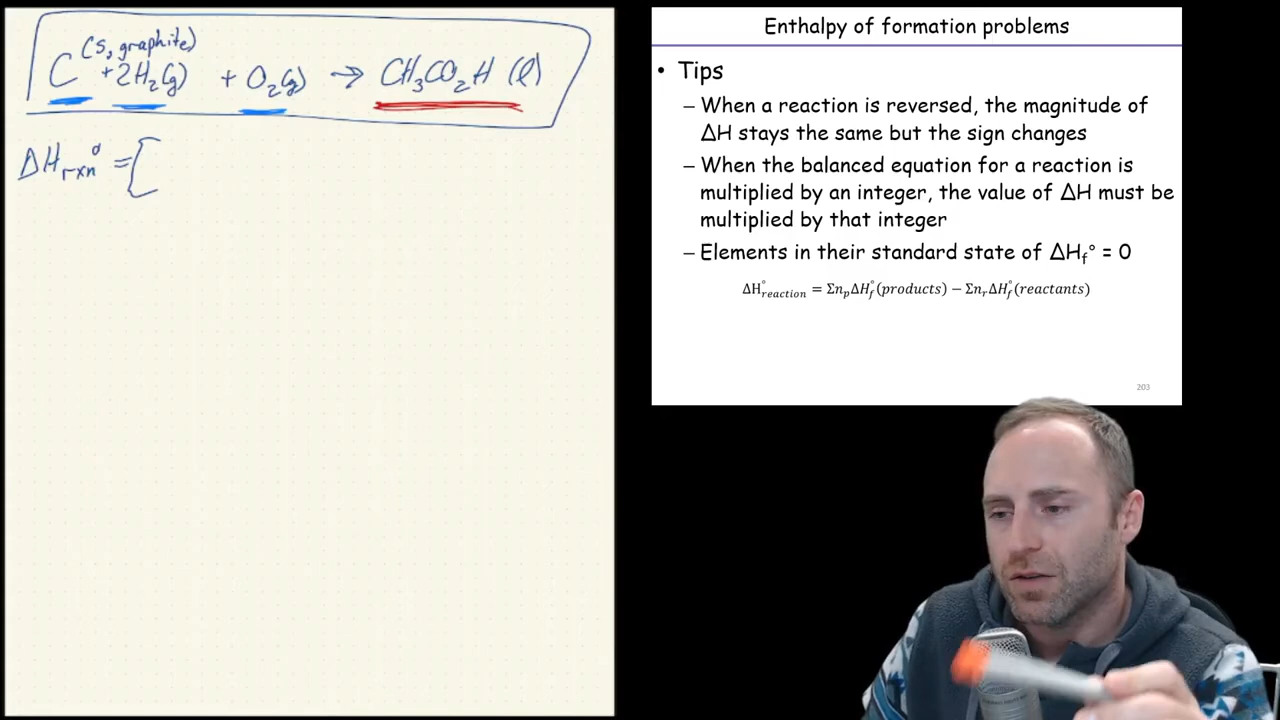 C (s, graphite) + 2H₂(g) + O₂(g) → CH₃CO₂H (l)
ΔH°rxn = [
Enthalpy of formation problems
• Tips
– When a reaction is reversed, the magnitude of
ΔH stays the same but the sign changes
– When the balanced equation for a reaction is
multiplied by an integer, the value of ΔH must be
multiplied by that integer
– Elements in their standard state of ΔHf° = 0
ΔH°reaction = ΣnpΔH°f(products) − ΣnrΔH°f(reactants)
203